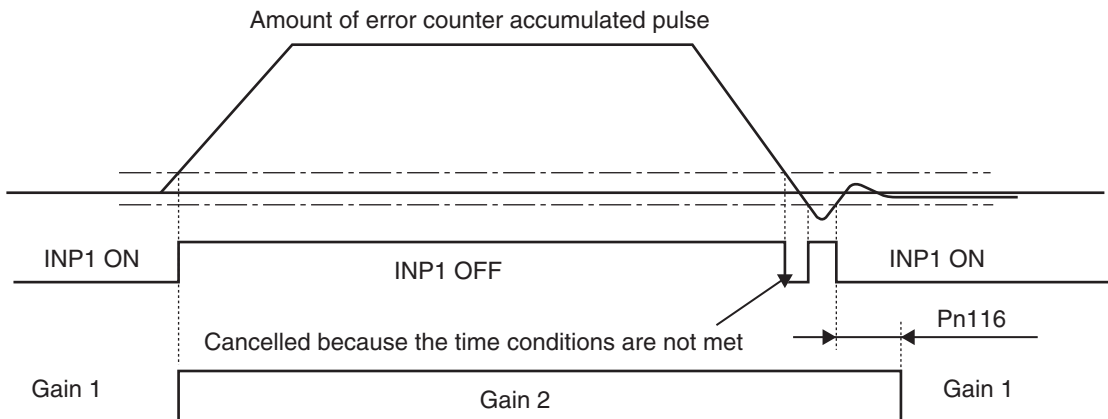 Amount of error counter accumulated pulse
INP1 ON
INP1 OFF
INP1 ON
Pn116
Cancelled because the time conditions are not met
Gain 1
Gain 2
Gain 1